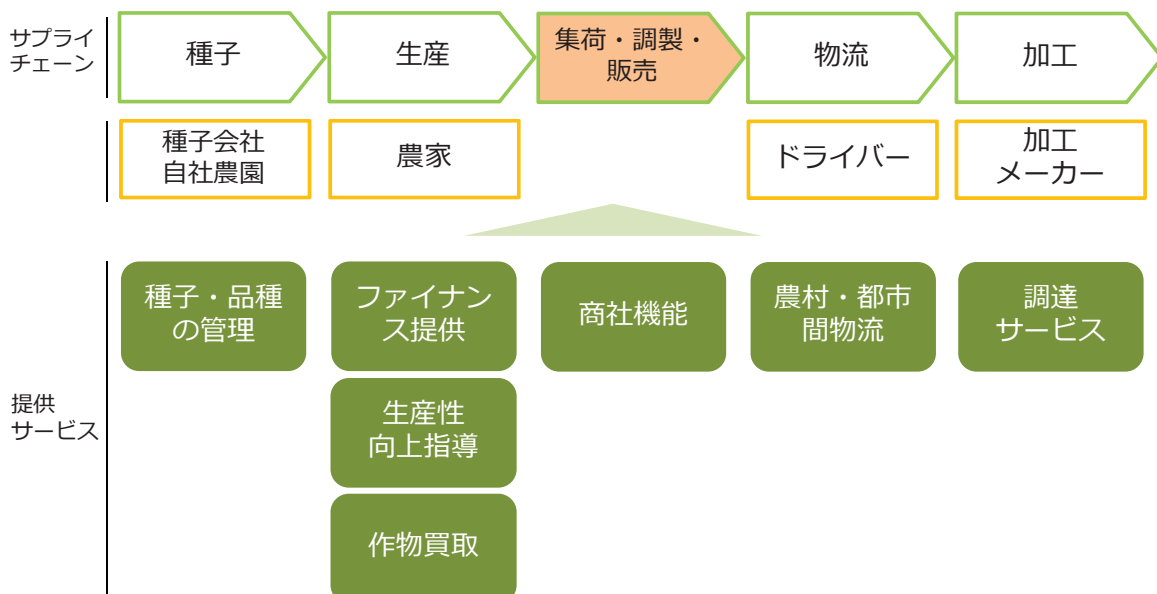 サプライ
チェーン
種子
生産
集荷・調製・
販売
物流
加工
種子会社
自社農園
農家
ドライバー
加工
メーカー
提供
サービス
種子・品種
の管理
ファイナン
ス提供
商社機能
農村・都市
間物流
調達
サービス
生産性
向上指導
作物買取